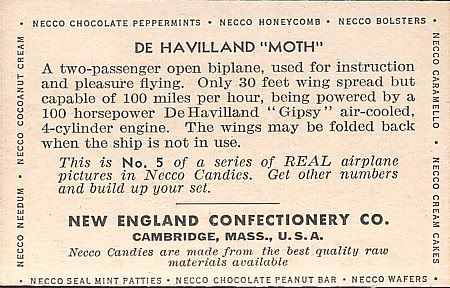 • NECCO CHOCOLATE PEPPERMINTS • NECCO HONEYCOMB • NECCO BOLSTERS •
DE HAVILLAND "MOTH"
A two-passenger open biplane, used for instruction
and pleasure flying. Only 30 feet wing spread but
capable of 100 miles per hour, being powered by a
100 horsepower De Havilland "Gipsy" air-cooled,
4-cylinder engine. The wings may be folded back
when the ship is not in use.
This is No. 5 of a series of REAL airplane
pictures in Necco Candies. Get other numbers
and build up your set.
NEW ENGLAND CONFECTIONERY CO.
CAMBRIDGE, MASS., U. S. A.
Necco Candies are made from the best quality raw
materials available
• NECCO SEAL MINT PATTIES • NECCO CHOCOLATE PEANUT BAR • NECCO WAFERS •
NECCO NEEDUM • NECCO COCOANUT CREAM
NECCO CARAMELLO • NECCO CREAM CAKES